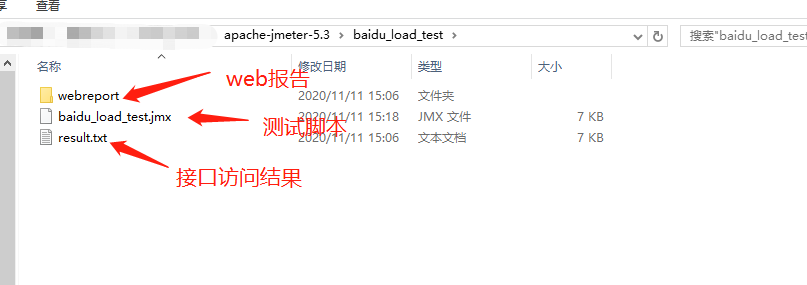 享 查看
apache-jmeter-5.3 baidu_load_test 搜索"baidu_load_tes
名称 修改日期 类型 大小
web报告
webreport 2020/11/11 15:06 文件夹
baidu_load_test.jmx 2020/11/11 15:18 JMX 文件 7 KB
测试脚本
result.txt 2020/11/11 15:06 文本文档 7 KB
接口访问结果